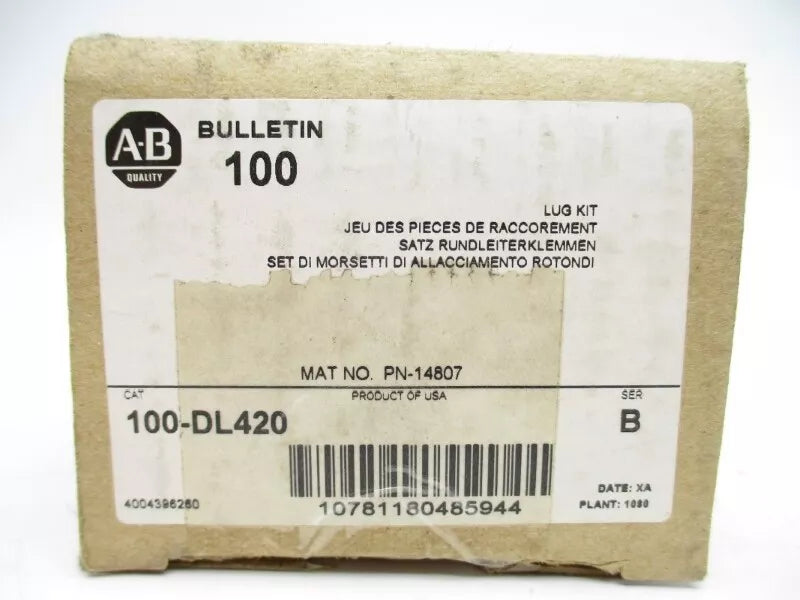 A·B
QUALITY
BULLETIN
100
LUG KIT
JEU DES PIECES DE RACCOREMENT
SATZ RUNDLEITERKLEMMEN
SET DI MORSETTI DI ALLACCIAMENTO ROTONDI
MAT NO. PN-14807
CAT
PRODUCT OF USA
SER
100-DL420
B
4004396260
10781180485944
DATE: XA
PLANT: 1080